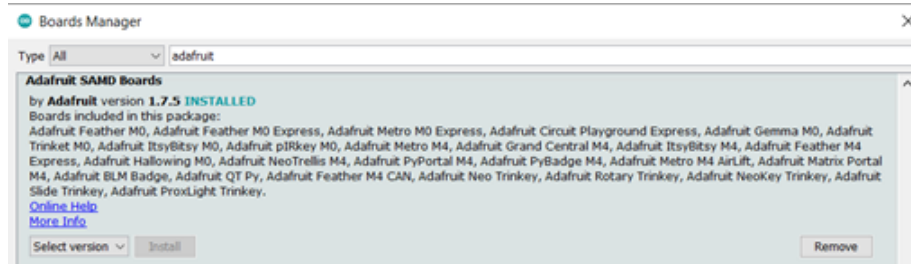 Boards Manager
Type All adafruit
Adafruit SAMD Boards
by Adafruit version 1.7.5 INSTALLED
Boards included in this package:
Adafruit Feather M0, Adafruit Feather M0 Express, Adafruit Metro M0 Express, Adafruit Circuit Playground Express, Adafruit Gemma M0, Adafruit
Trinket M0, Adafruit ItsyBitsy M0, Adafruit pIRkey M0, Adafruit Metro M4, Adafruit Grand Central M4, Adafruit ItsyBitsy M4, Adafruit Feather M4
Express, Adafruit Hallowing M0, Adafruit NeoTrellis M4, Adafruit PyPortal M4, Adafruit PyBadge M4, Adafruit Metro M4 AirLift, Adafruit Matrix Portal
M4, Adafruit BLM Badge, Adafruit QT Py, Adafruit Feather M4 CAN, Adafruit Neo Trinkey, Adafruit Rotary Trinkey, Adafruit NeoKey Trinkey, Adafruit
Slide Trinkey, Adafruit ProxLight Trinkey.
Online Help
More Info
Select version Install Remove